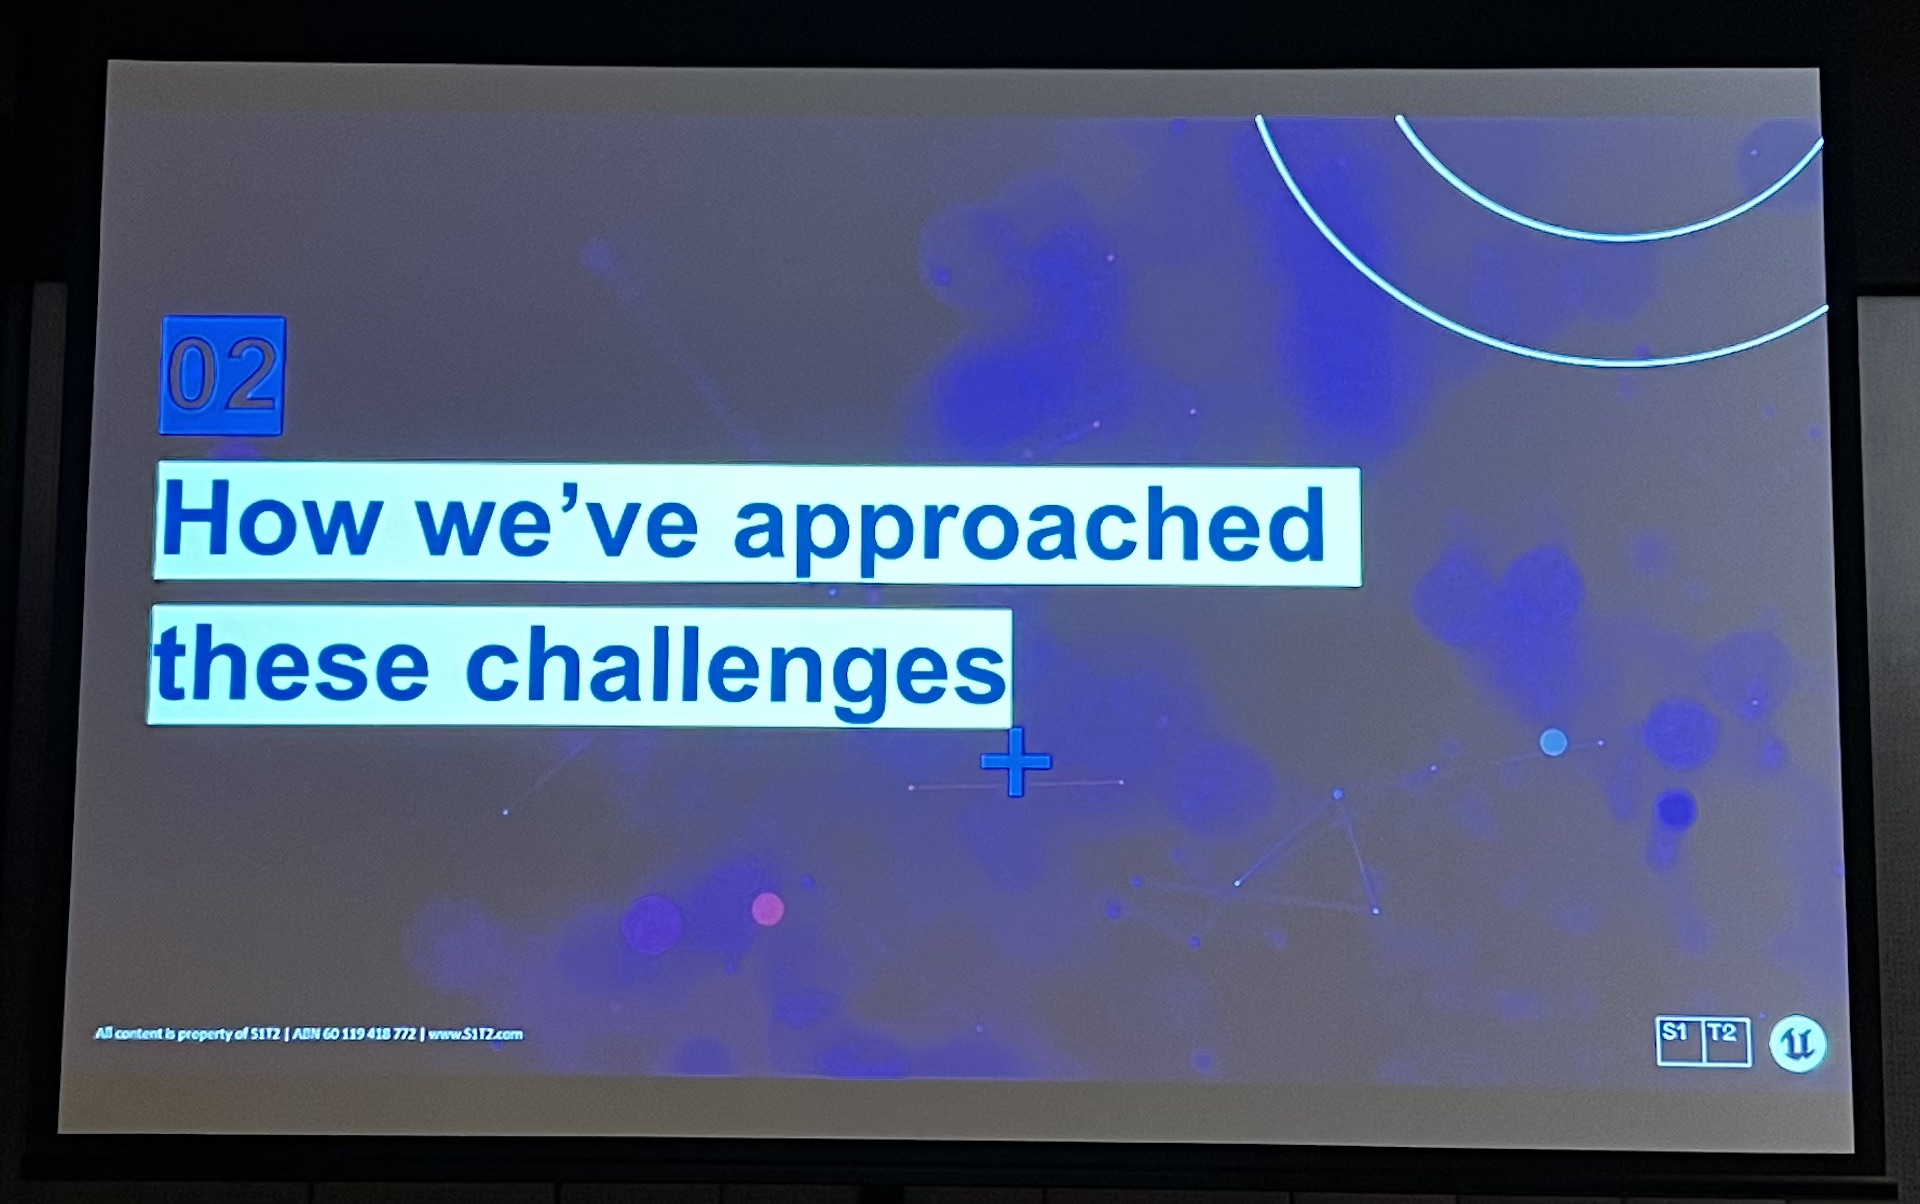 02
How we’ve approached
these challenges
All content is property of S1T2 | ABN 60 119 418 772 | www.S1T2.com
S1 T2